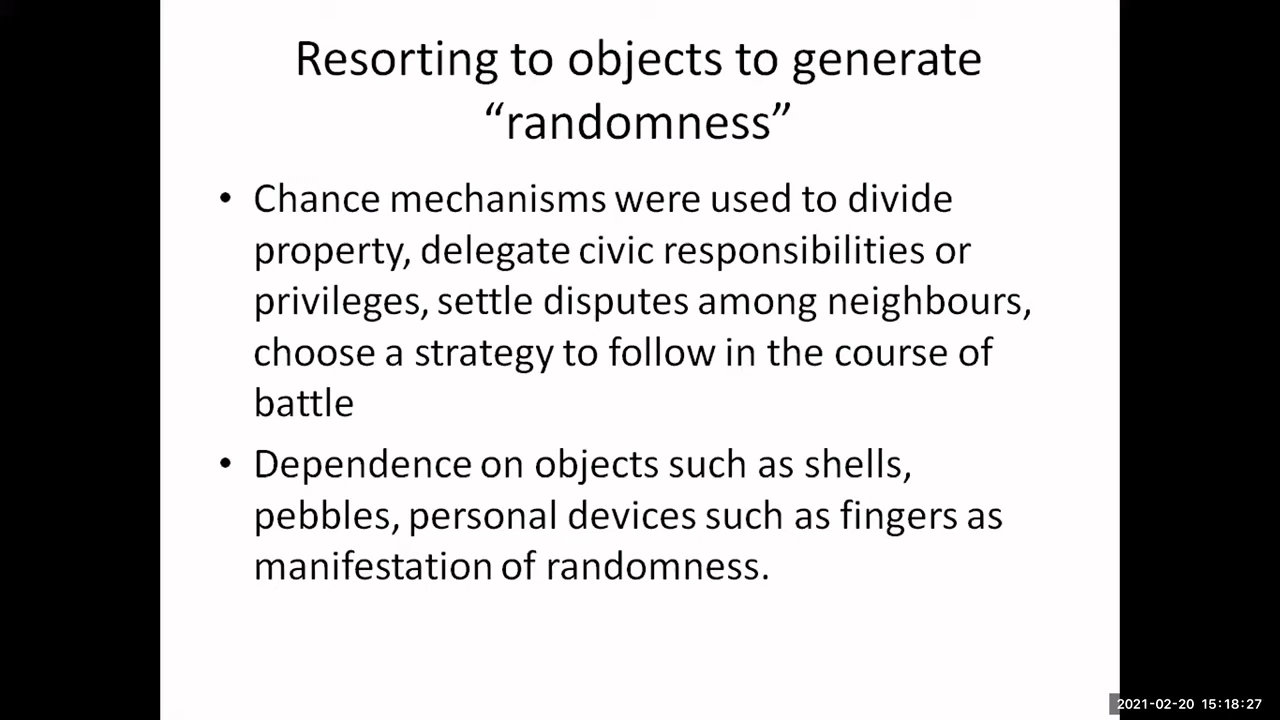 Resorting to objects to generate
“randomness”
• Chance mechanisms were used to divide
property, delegate civic responsibilities or
privileges, settle disputes among neighbours,
choose a strategy to follow in the course of
battle
• Dependence on objects such as shells,
pebbles, personal devices such as fingers as
manifestation of randomness.
2021-02-20 15:18:27